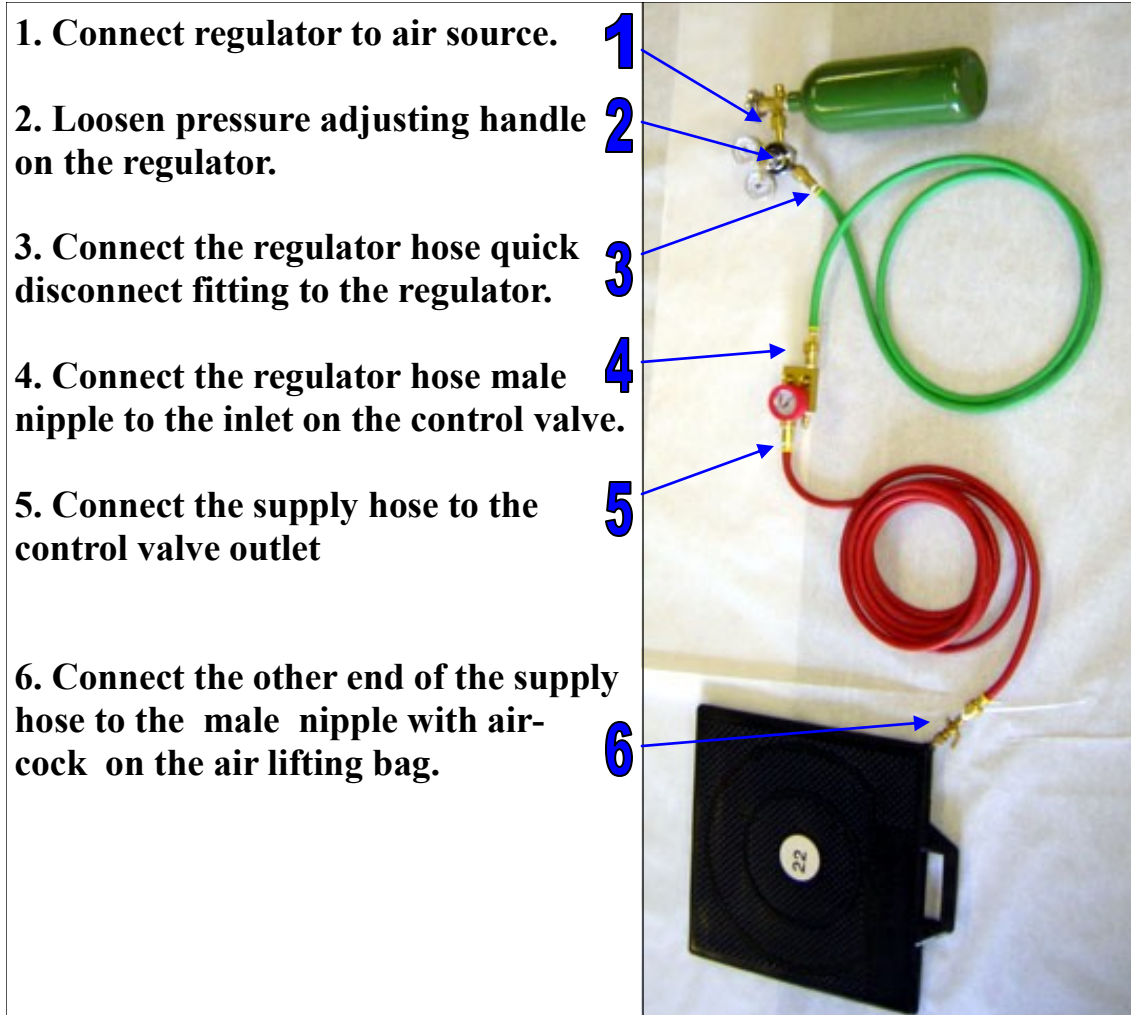 1. Connect regulator to air source.
2. Loosen pressure adjusting handle
on the regulator.
3. Connect the regulator hose quick
disconnect fitting to the regulator.
4. Connect the regulator hose male
nipple to the inlet on the control valve.
5. Connect the supply hose to the
control valve outlet
6. Connect the other end of the supply
hose to the  male  nipple with air-
cock  on the air lifting bag.
1
2
3
4
5
6
22